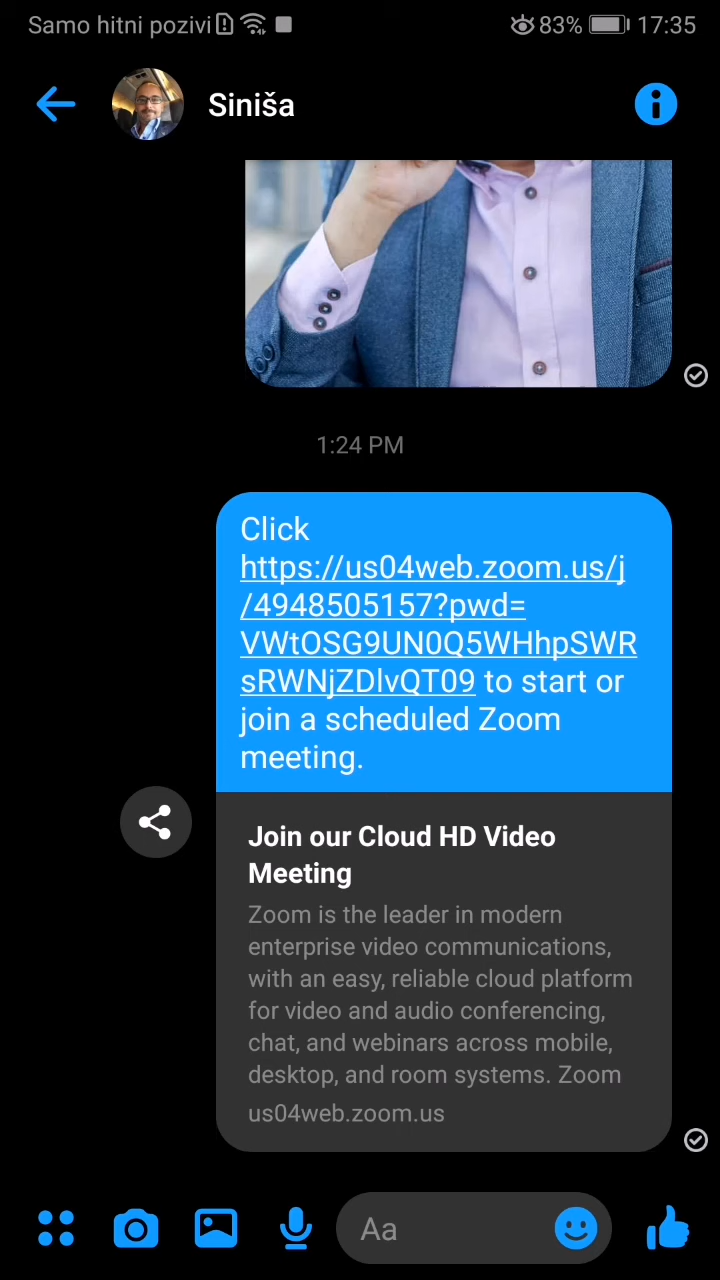 Samo hitni pozivi 83% 17:35
Siniša
1:24 PM
Click
https://us04web.zoom.us/j
/4948505157?pwd=
VWtOSG9UN0Q5WHhpSWR
sRWNjZDlvQT09 to start or
join a scheduled Zoom
meeting.
Join our Cloud HD Video
Meeting
Zoom is the leader in modern
enterprise video communications,
with an easy, reliable cloud platform
for video and audio conferencing,
chat, and webinars across mobile,
desktop, and room systems. Zoom
us04web.zoom.us
Aa